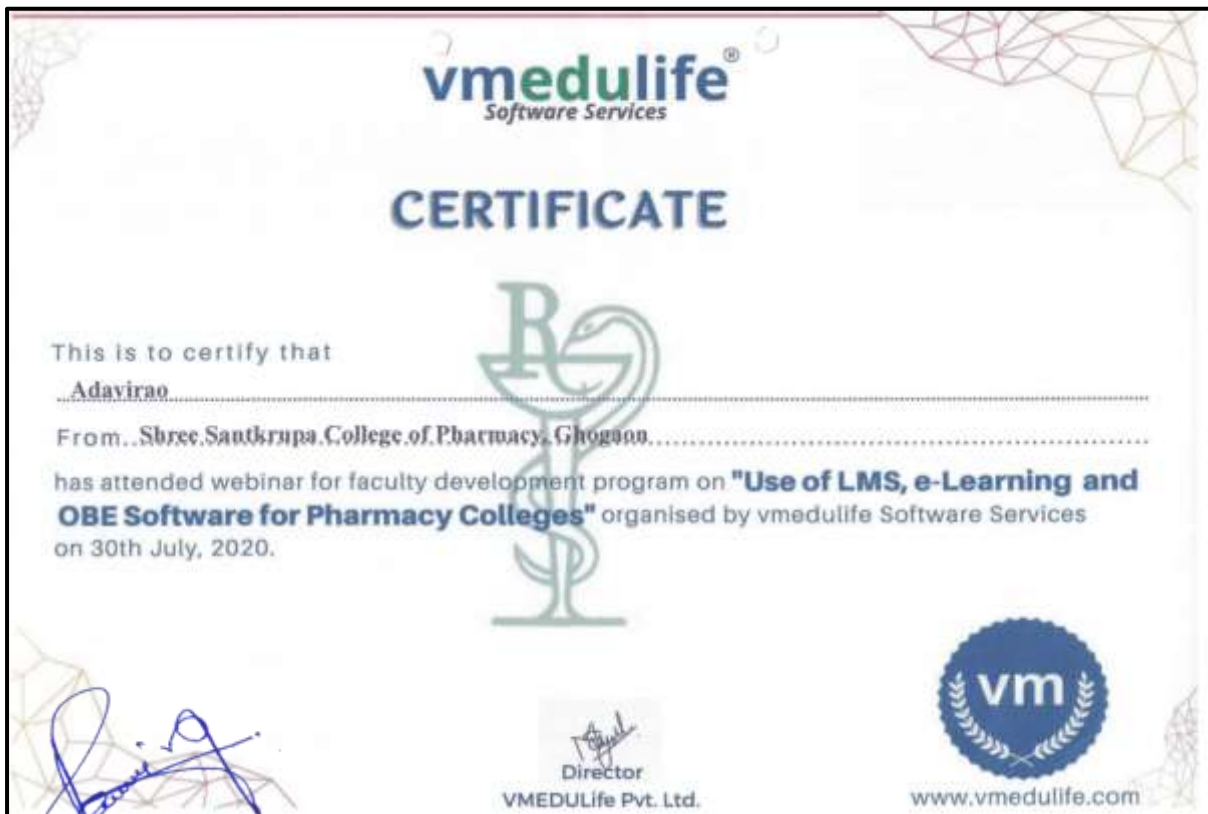 vmedulife®
Software Services
CERTIFICATE
R
This is to certify that
Adavirao
From..Shree Santkrupa College of Pharmacy, Ghogaon
has attended webinar for faculty development program on "Use of LMS, e-Learning and
OBE Software for Pharmacy Colleges" organised by vmedulife Software Services
on 30th July, 2020.
vm
Director
VMEDULife Pvt. Ltd.
www.vmedulife.com